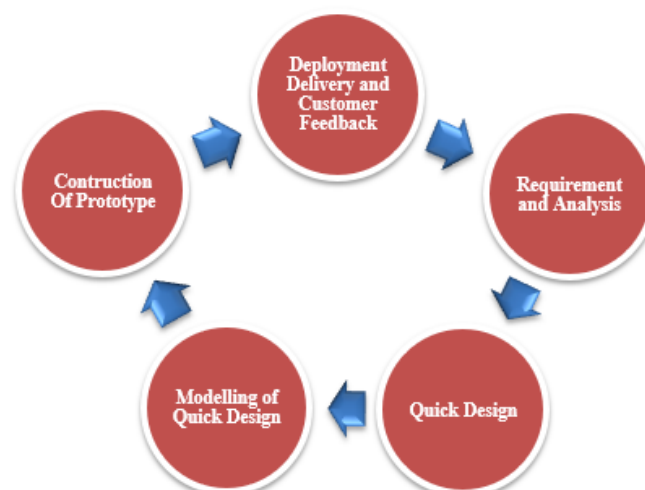 Deployment
Delivery and
Customer
Feedback
Requirement
and Analysis
Quick Design
Modelling of
Quick Design
Contruction
Of Prototype